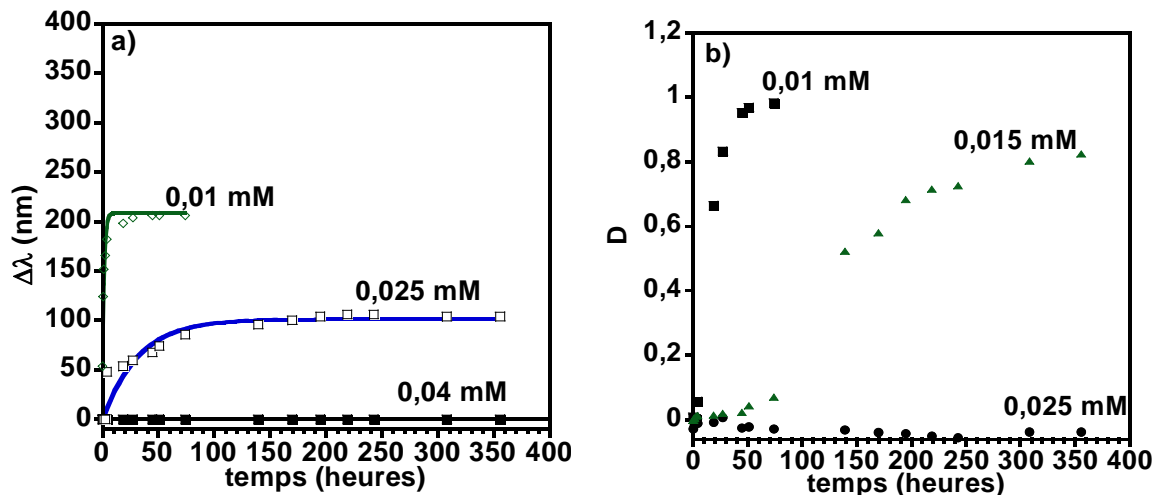 a)
400
350
300
250
200
150
100
50
0
Δλ (nm)
0,01 mM
0,025 mM
0,04 mM
0 50 100 150 200 250 300 350 400
temps (heures)
b)
1,2
1
0,8
0,6
0,4
0,2
0
D
0,01 mM
0,015 mM
0,025 mM
0 50 100 150 200 250 300 350 400
temps (heures)